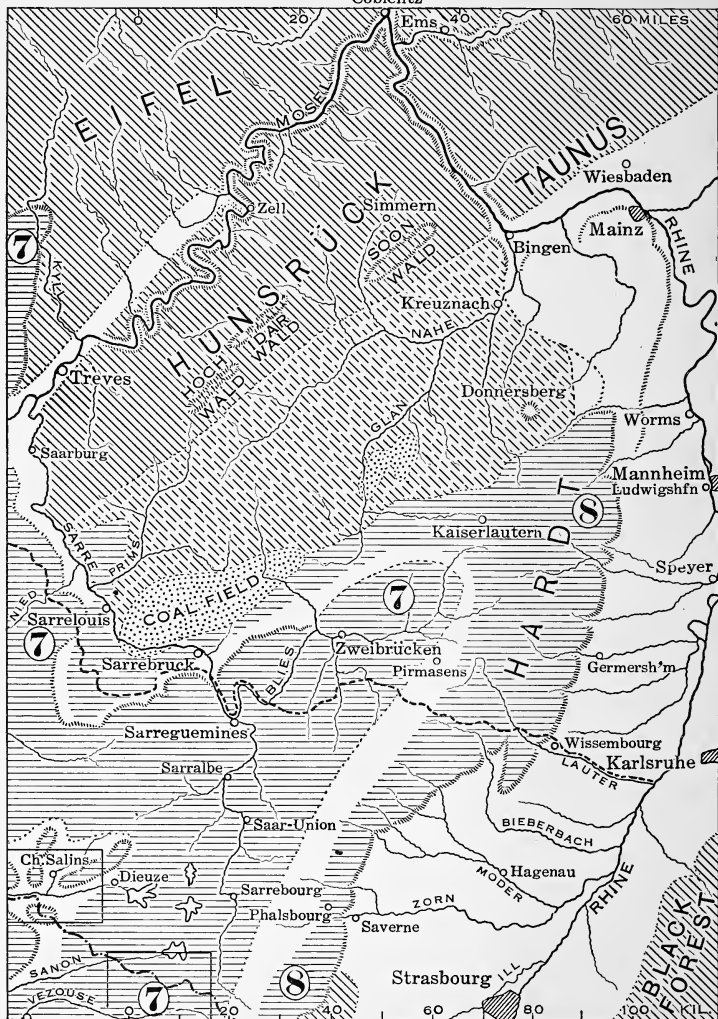 Coblentz
0
20
40
60 MILES
Ems
EIFEL
MOSEL
TAUNUS
Wiesbaden
Zell
HUNSRÜCK
Simmern
SOON
WALD
Mainz
RHINE
Bingen
7
KYLL
Kreuznach
NAHE
HOCH
WALD
DAR
WALD
Treves
Donnersberg
GLAN
Worms
Saarburg
Mannheim
Ludwigshfn
SARRE
PRIMS
Kaiserlautern
8
HARDT
COAL FIELD
7
Speyer
NIED
Sarrelouis
7
Sarrebruck
BLIES
Zweibrücken
Pirmasens
Germersh'm
Sarreguemines
Wissembourg
Karlsruhe
LAUTER
Sarralbe
Saar-Union
BIEBERBACH
Ch. Salins
Dieuze
Hagenau
MODER
RHINE
Sarrebourg
Phalsbourg
ZORN
Saverne
BLACK
FOREST
SANON
Strasbourg
ILL
8
VEZOUSE
7
0
20
40
60
80
100 KIL.